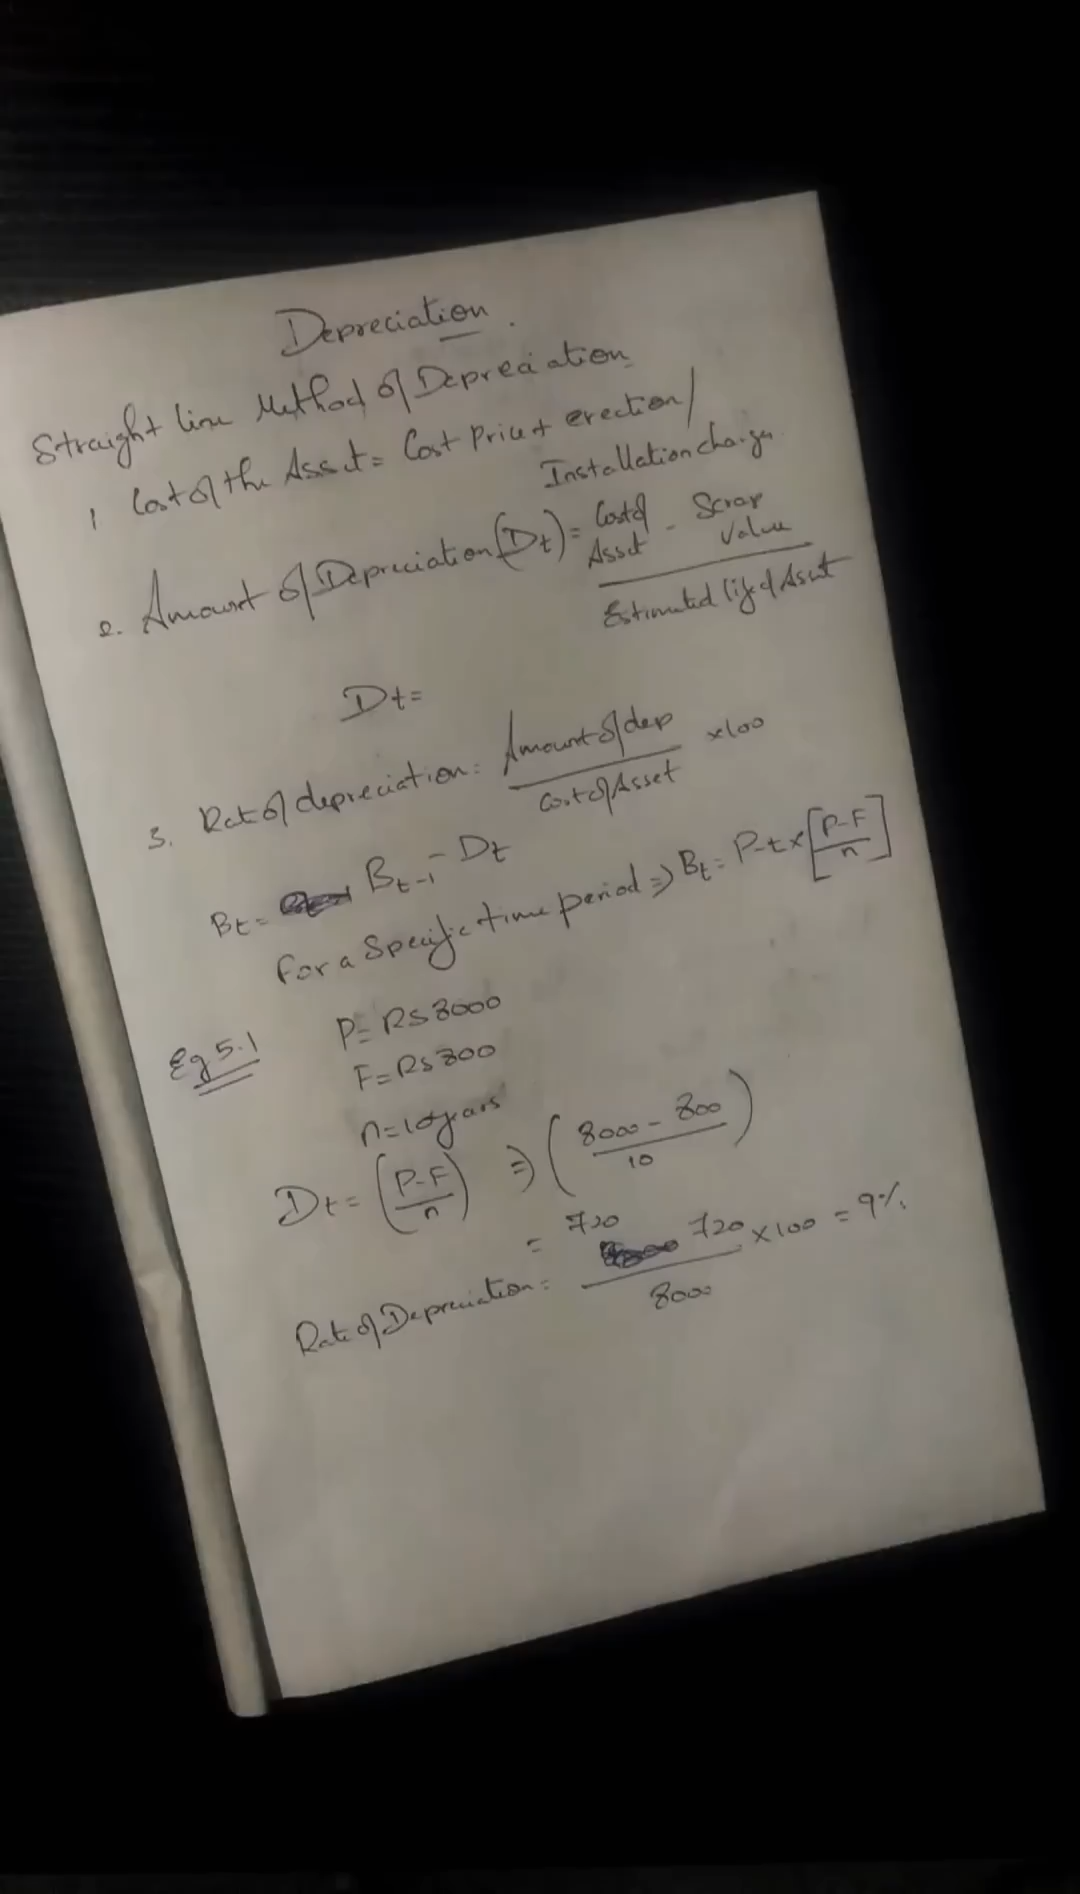 Depreciation.
Straight line Method of Depreciation
1 Cost of the Asset = Cost price + erection/
Installation charges
2. Amount of Depreciation (Dt) = Cost of Asset - Scrap Value
Estimated life of Asset
Dt =
3. Rate of depreciation = Amount of dep x100
Cost of Asset
Bt = Bt-1 - Dt
For a Specific time period => Bt = P-t x [P-F
n]
Eg 5.1
P = Rs 8000
F = Rs 800
n = 10 years
Dt = (P-F
n) => (8000 - 800
10)
= 720
Rate of Depreciation = 720 x 100 = 9%
8000